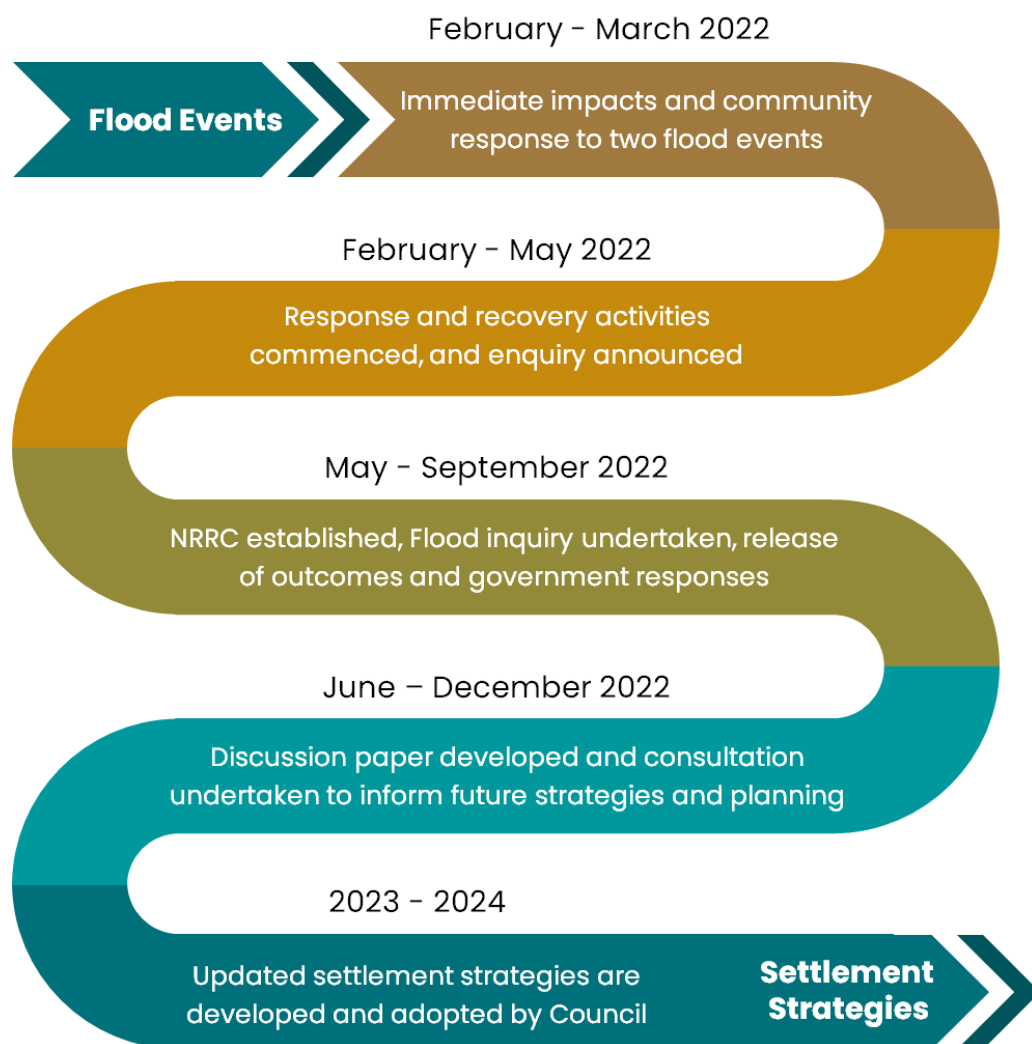 February - March 2022
Flood Events
Immediate impacts and community
response to two flood events
February - May 2022
Response and recovery activities
commenced, and enquiry announced
May - September 2022
NRRC established, Flood inquiry undertaken, release
of outcomes and government responses
June – December 2022
Discussion paper developed and consultation
undertaken to inform future strategies and planning
2023 - 2024
Updated settlement strategies are
developed and adopted by Council
Settlement
Strategies